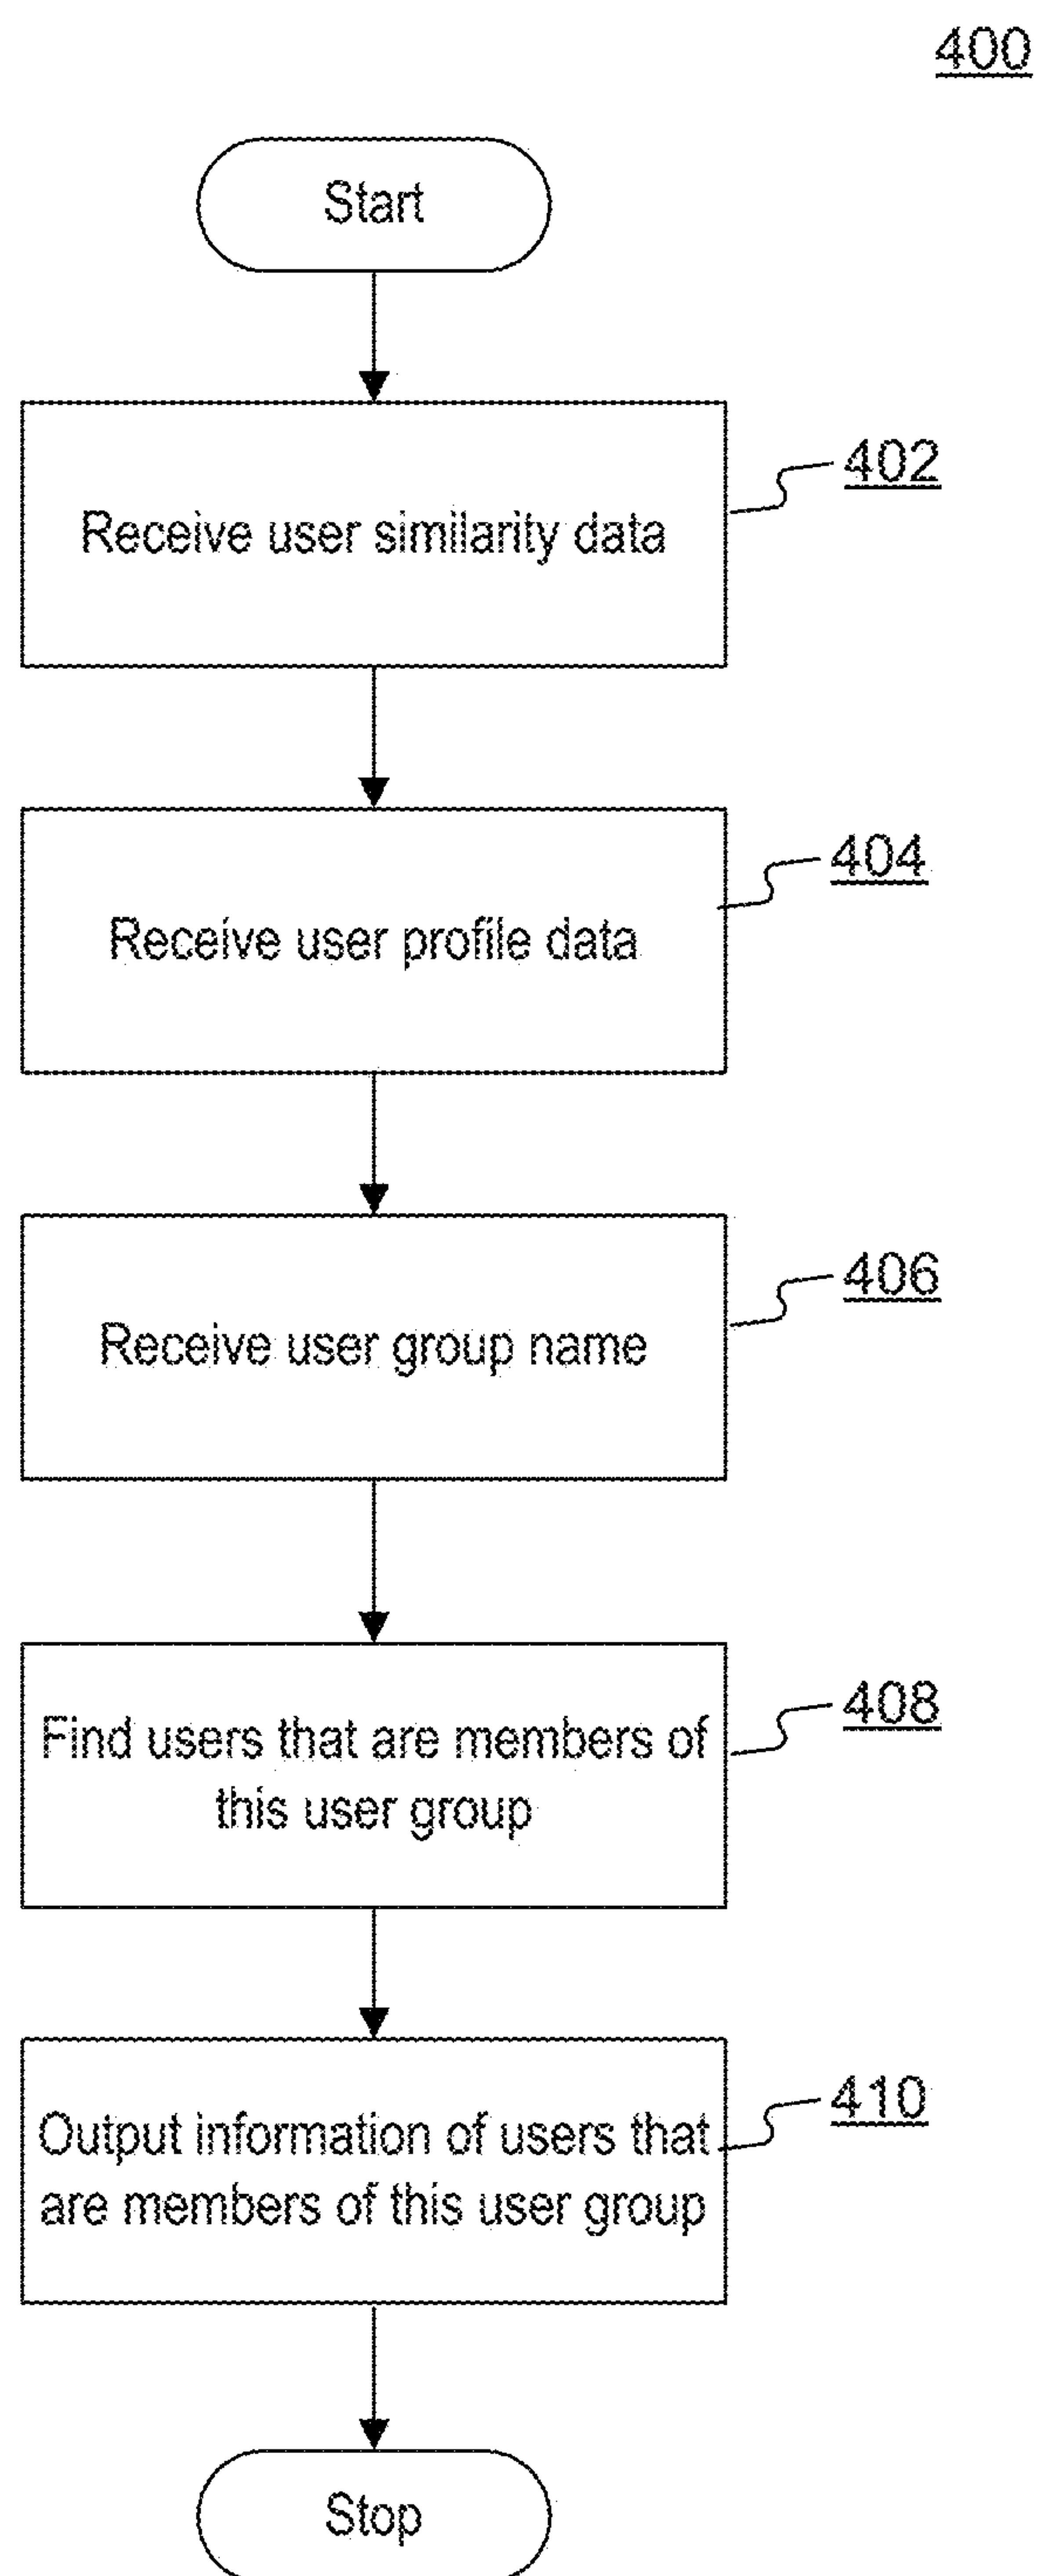 400
Start
402
Receive user similarity data
404
Receive user profile data
406
Receive user group name
408
Find users that are members of
this user group
410
Output information of users that
are members of this user group
Stop